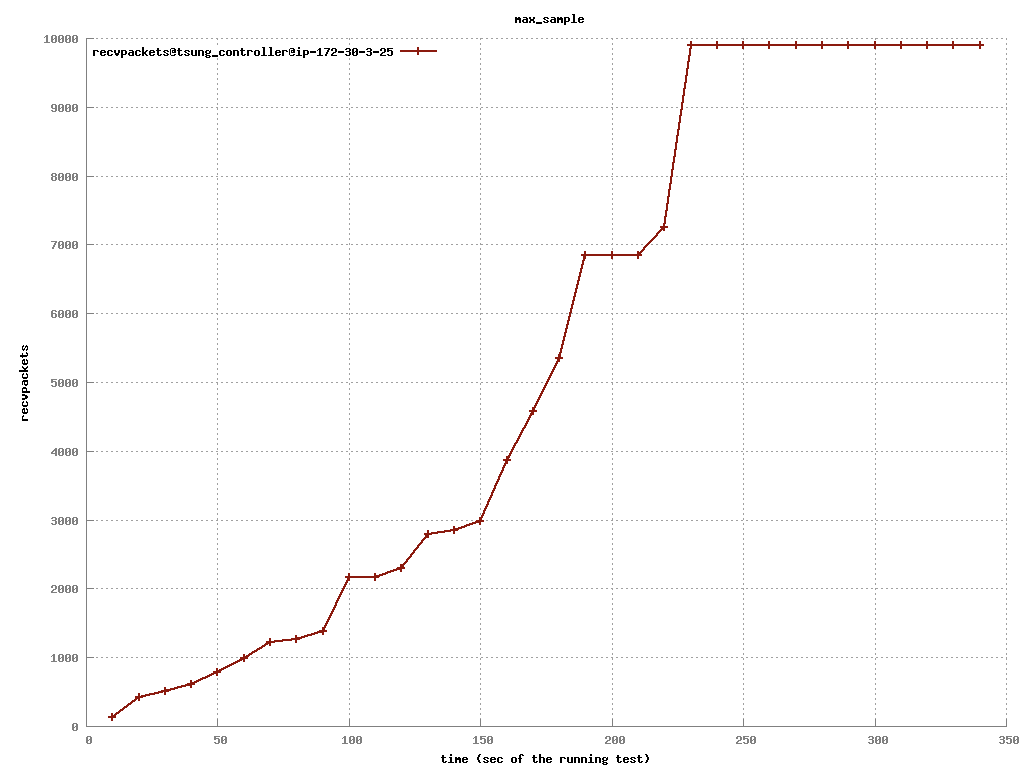 max_sample
recvpackets@tsung_controller@ip-172-30-3-25
10000
9000
8000
7000
6000
5000
4000
3000
2000
1000
0
recvpackets
0 50 100 150 200 250 300 350
time (sec of the running test)